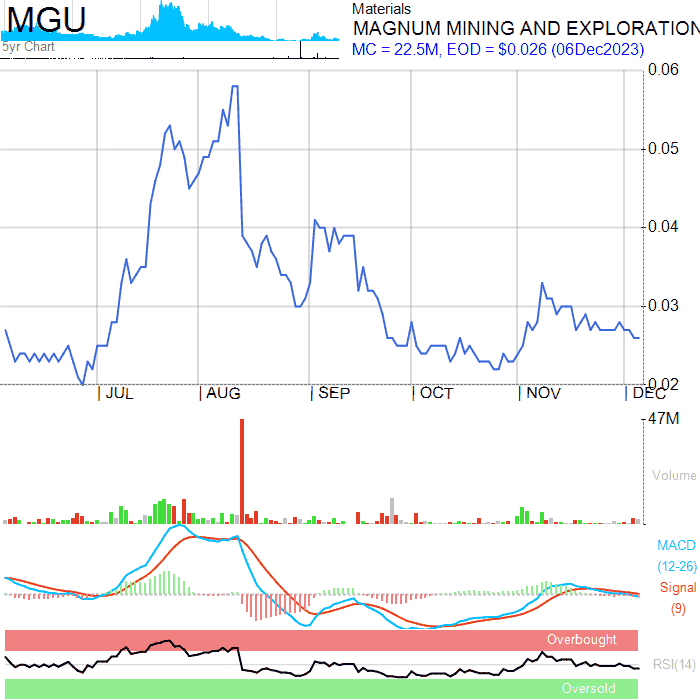 MGU
5yr Chart
Materials
MAGNUM MINING AND EXPLORATION
MC = 22.5M, EOD = $0.026 (06Dec2023)
0.06
0.05
0.04
0.03
0.02
JUL AUG SEP OCT NOV DEC
47M
Volume
MACD
(12-26)
Signal
(9)
Overbought
RSI(14)
Oversold